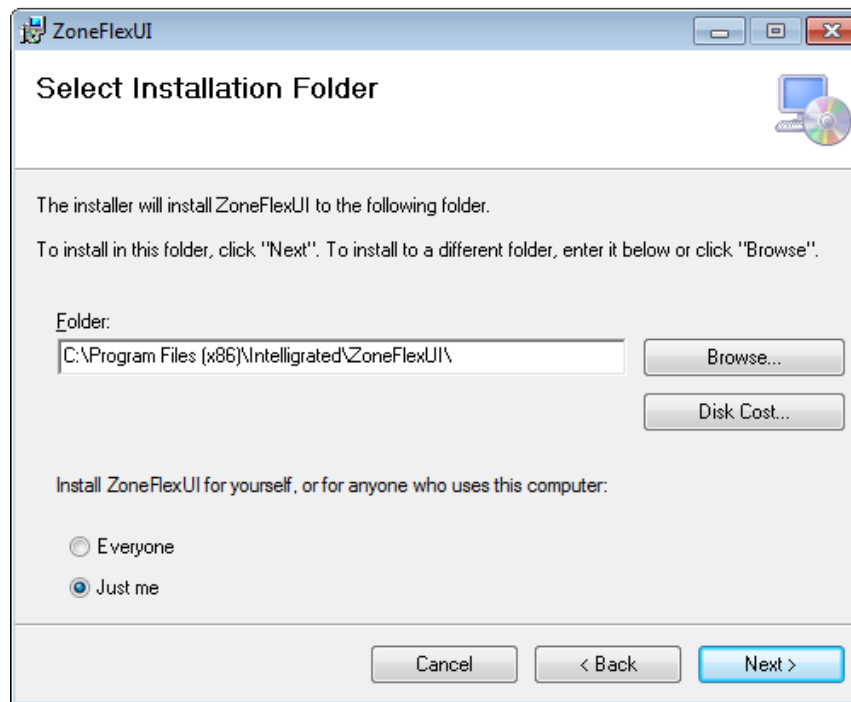 ZoneFlexUI
Select Installation Folder
The installer will install ZoneFlexUI to the following folder.
To install in this folder, click "Next". To install to a different folder, enter it below or click "Browse".
Folder:
C:\Program Files (x86)\Intelligrated\ZoneFlexUI\
Browse...
Disk Cost...
Install ZoneFlexUI for yourself, or for anyone who uses this computer:
Everyone
Just me
Cancel
< Back
Next >